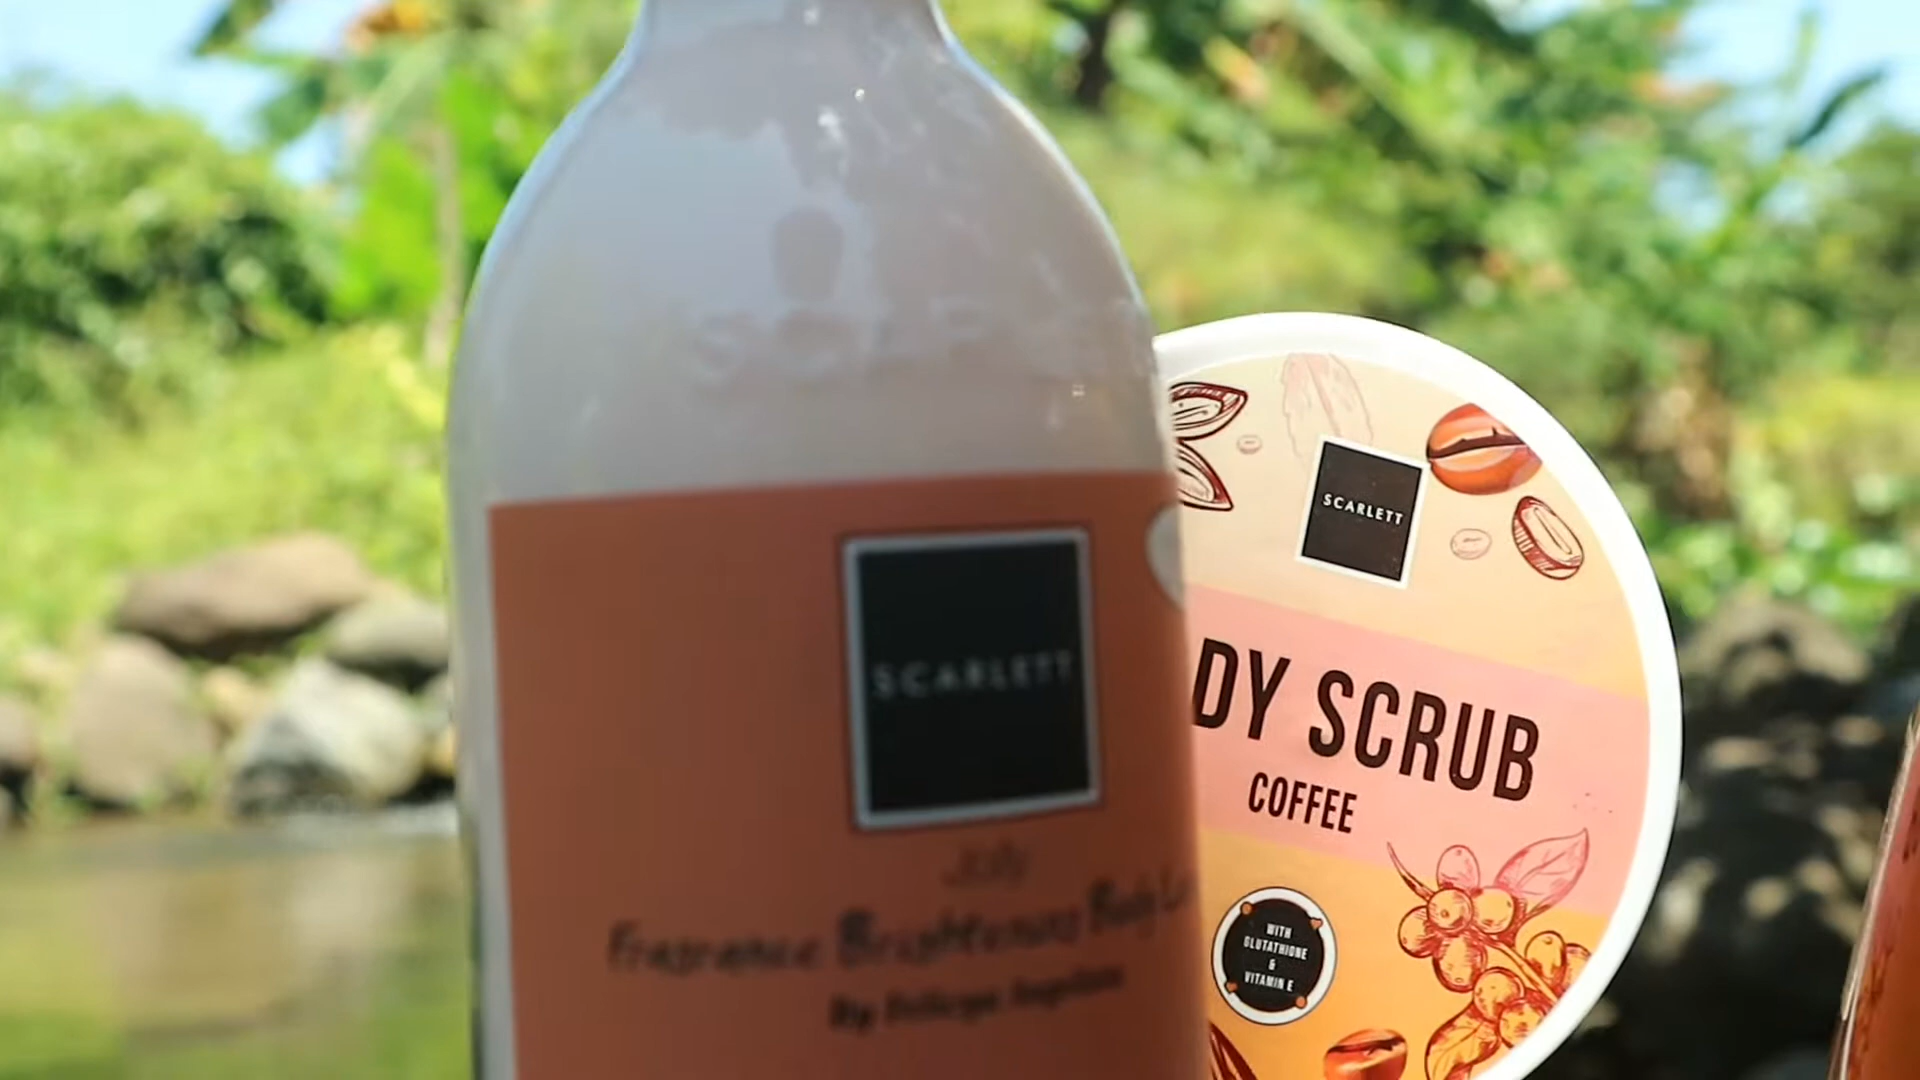 SCARLETT
Jolly
Fragrance Brightening Body Lo
By Felicya Angelista
SCARLETT
DY SCRUB
COFFEE
WITH
GLUTATHIONE
&
VITAMIN E